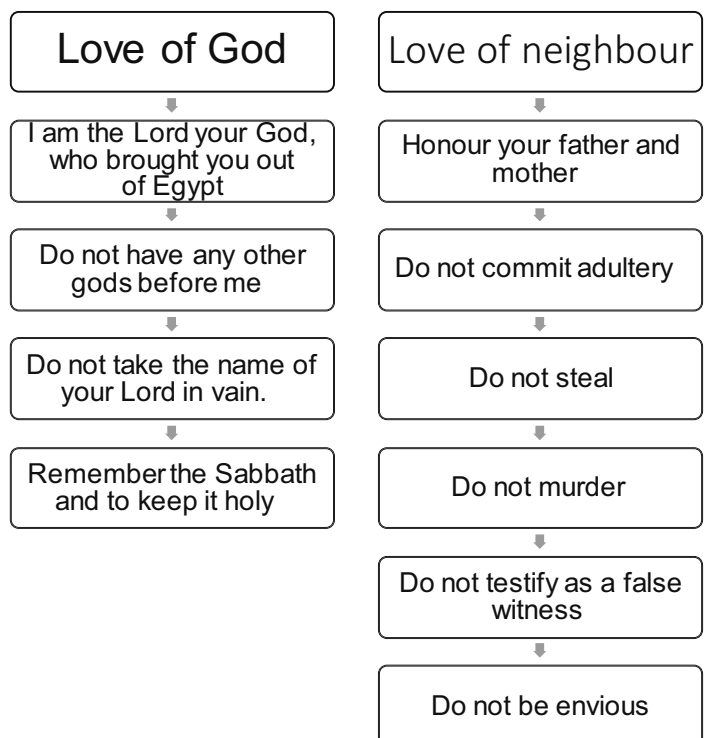 Love of God
I am the Lord your God,
who brought you out
of Egypt
Do not have any other
gods before me
Do not take the name of
your Lord in vain.
Remember the Sabbath
and to keep it holy
Love of neighbour
Honour your father and
mother
Do not commit adultery
Do not steal
Do not murder
Do not testify as a false
witness
Do not be envious